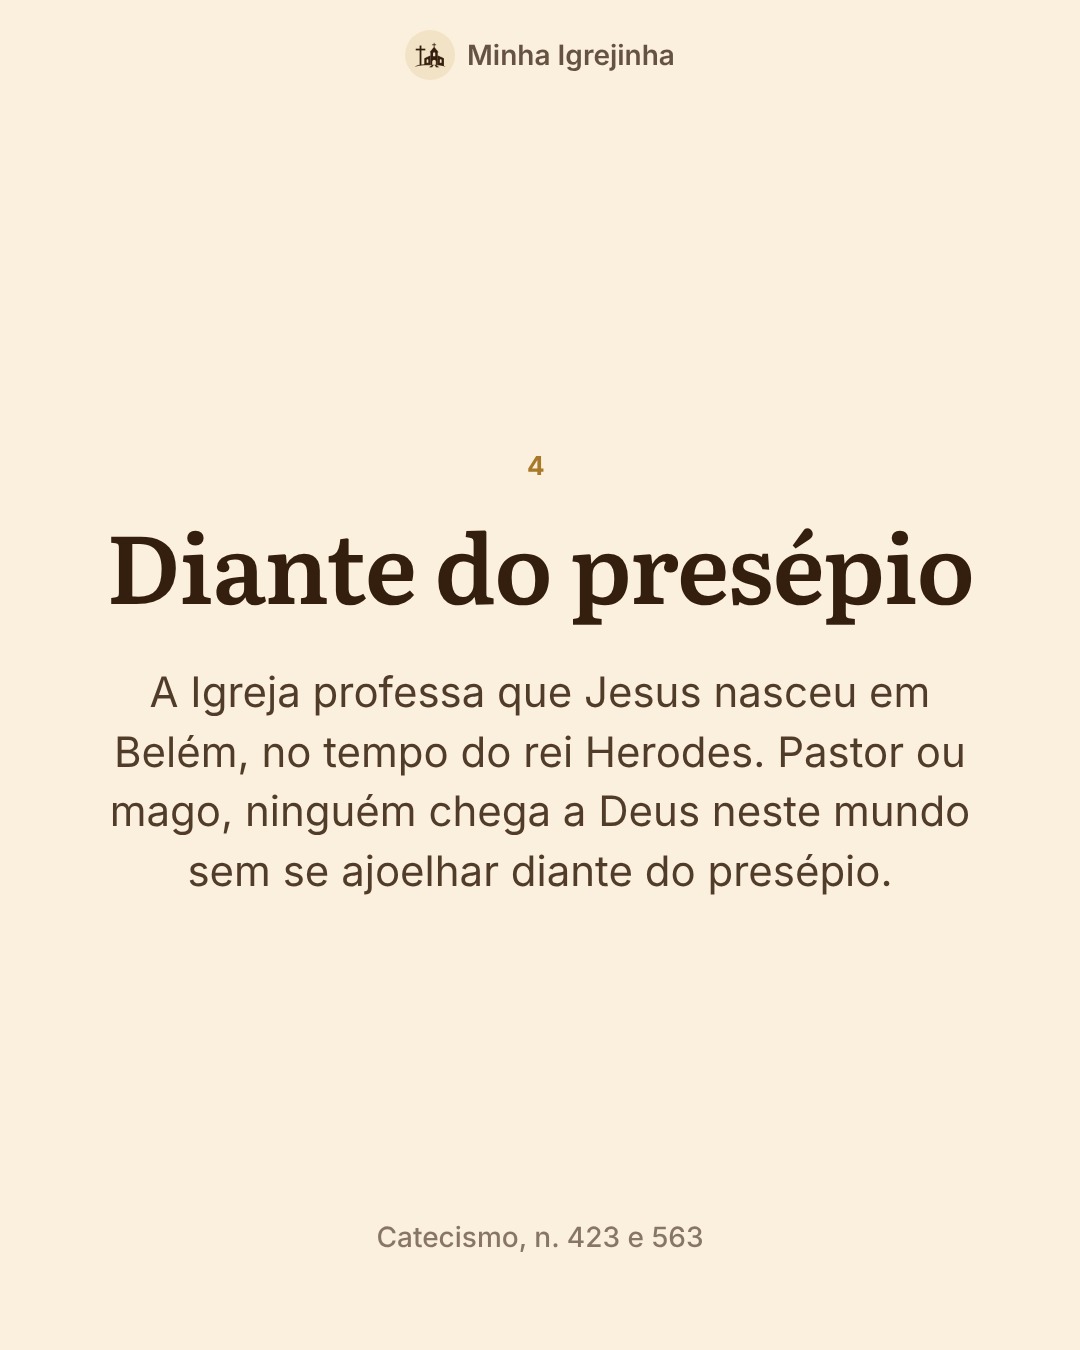 Minha Igrejinha
4
Diante do presépio
A Igreja professa que Jesus nasceu em
Belém, no tempo do rei Herodes. Pastor ou
mago, ninguém chega a Deus neste mundo
sem se ajoelhar diante do presépio.
Catecismo, n. 423 e 563